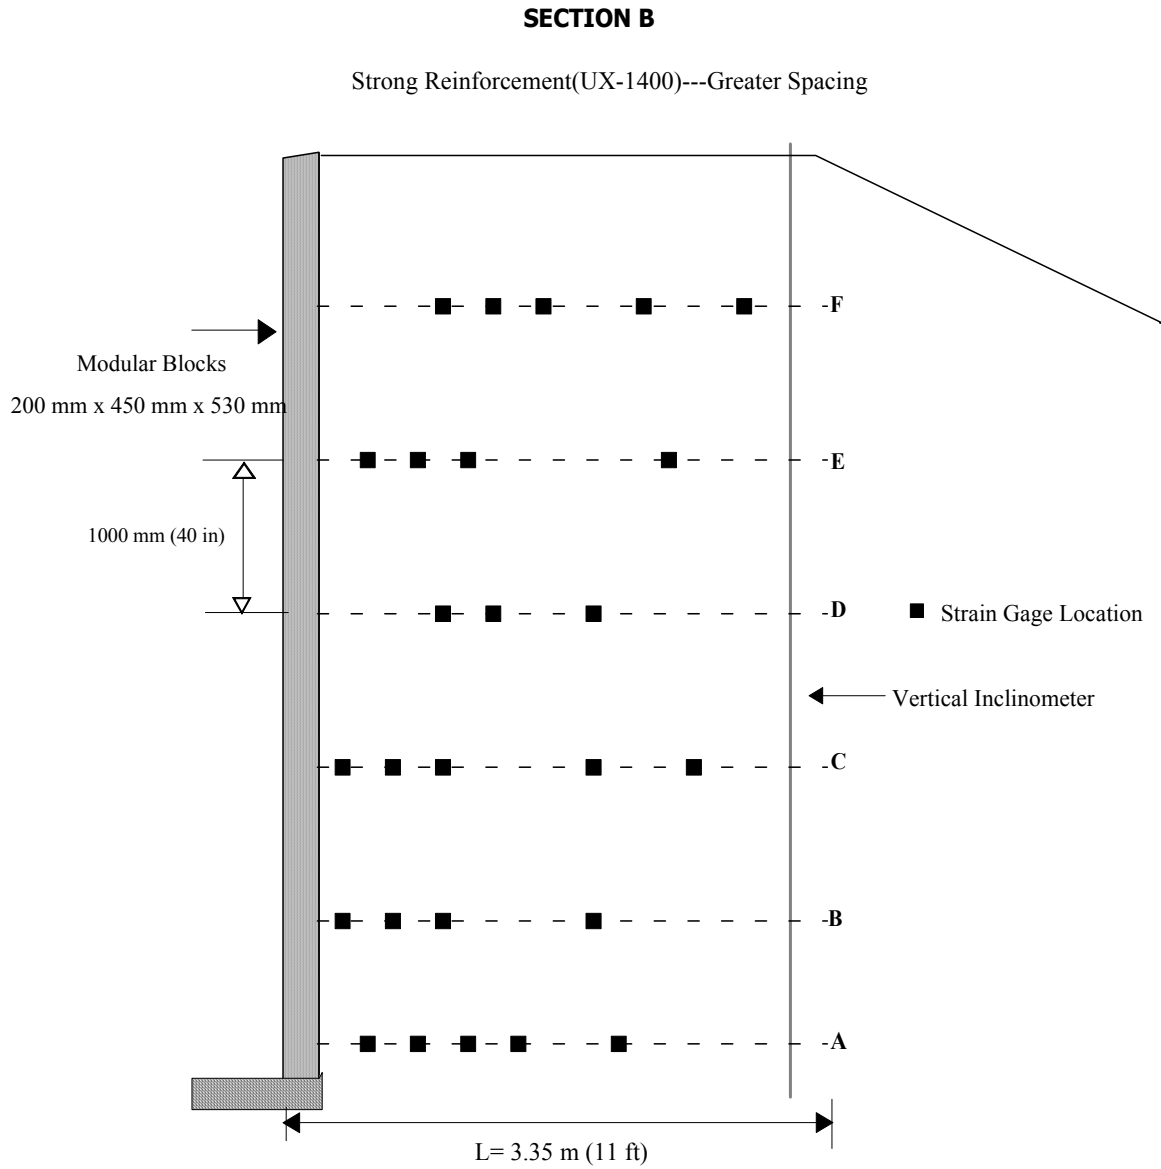 SECTION B
Strong Reinforcement(UX-1400)---Greater Spacing
F
Modular Blocks
200 mm x 450 mm x 530 mm
E
1000 mm (40 in)
D
Strain Gage Location
Vertical Inclinometer
C
B
A
L= 3.35 m (11 ft)